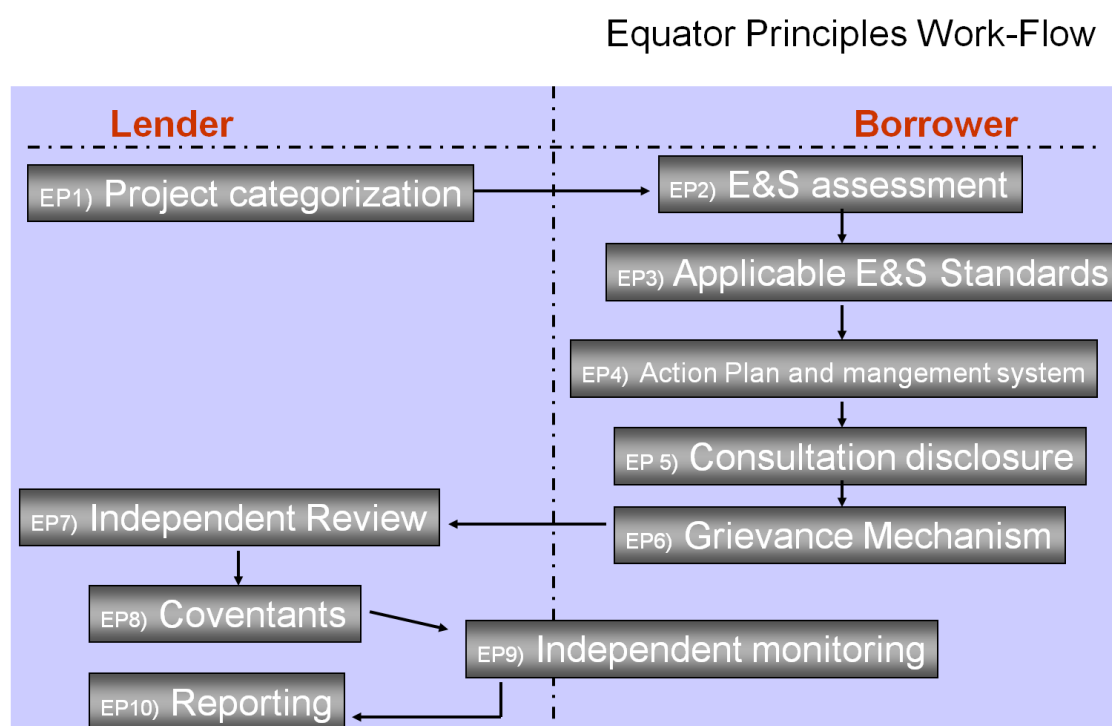 Equator Principles Work-Flow
Lender
Borrower
EP1) Project categorization
EP2) E&S assessment
EP3) Applicable E&S Standards
EP4) Action Plan and mangement system
EP 5) Consultation disclosure
EP6) Grievance Mechanism
EP7) Independent Review
EP8) Coventants
EP9) Independent monitoring
EP10) Reporting